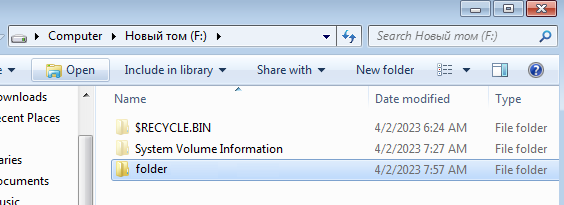 Computer ▸ Новый том (F:) ▸
Search Новый том (F:)
Open Include in library Share with New folder
Name Date modified Type
$RECYCLE.BIN 4/2/2023 6:24 AM File folder
System Volume Information 4/2/2023 7:27 AM File folder
folder 4/2/2023 7:57 AM File folder
ownloads
ecent Places
aries
ocuments
usic